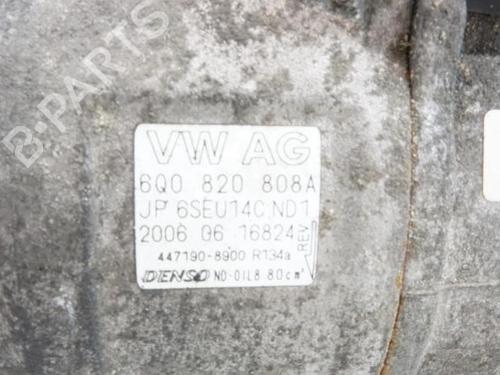 VW AG
6Q0 820 808A
JP 6SEU14C ND1
2006 06 16824
REV
447190-8900 R134a
DENSO ND-OIL8 80cm³
B-PARTS